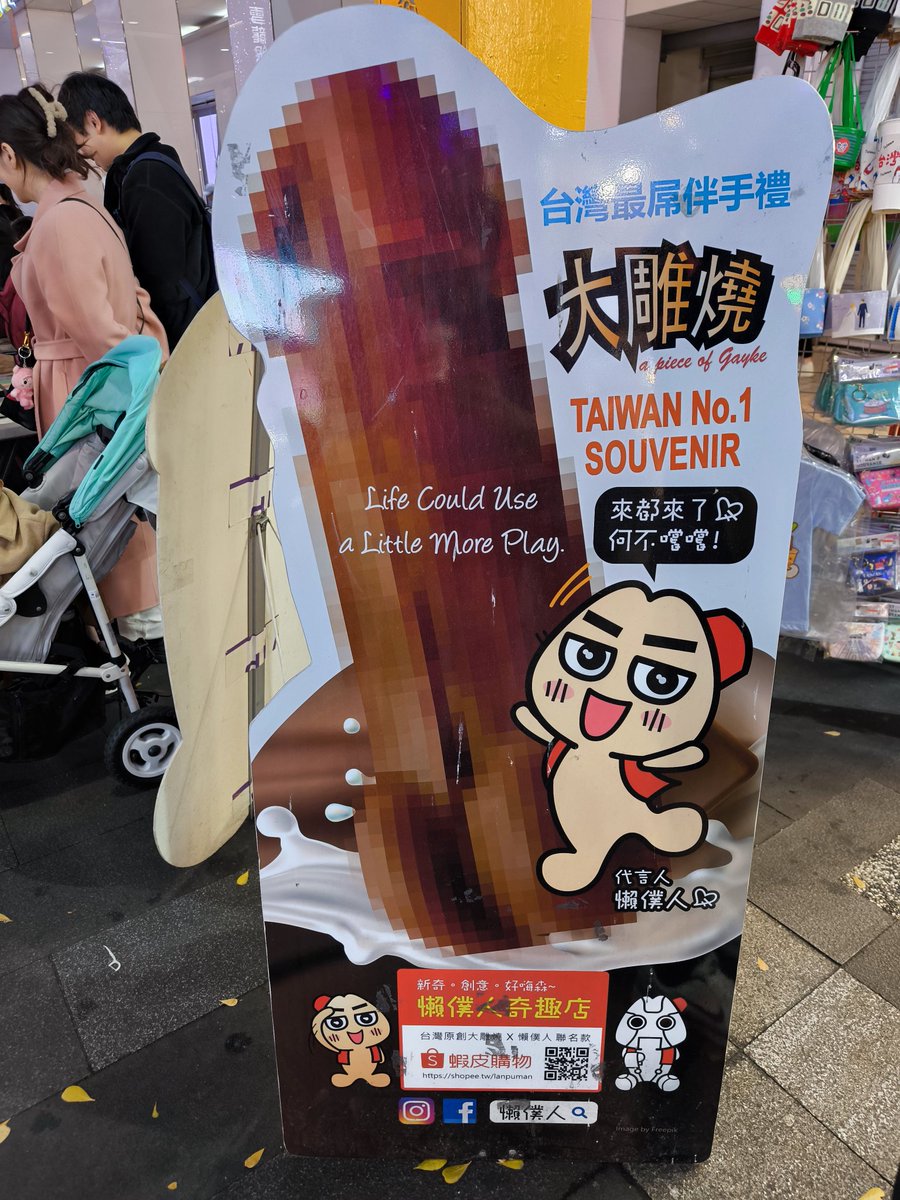 台灣最屌伴手禮
大雕燒
a piece of Gayke
TAIWAN No.1
SOUVENIR
Life Could Use
a Little More Play.
來都來了
何不嚐嚐!
代言人
懶僕人
新奇。創意。好嗨森~
懶僕人奇趣店
台灣原創大雕燒 X 懶僕人 聯名款
S 蝦皮購物
https://shopee.tw/lanpuman
懶僕人
Image by Freepik